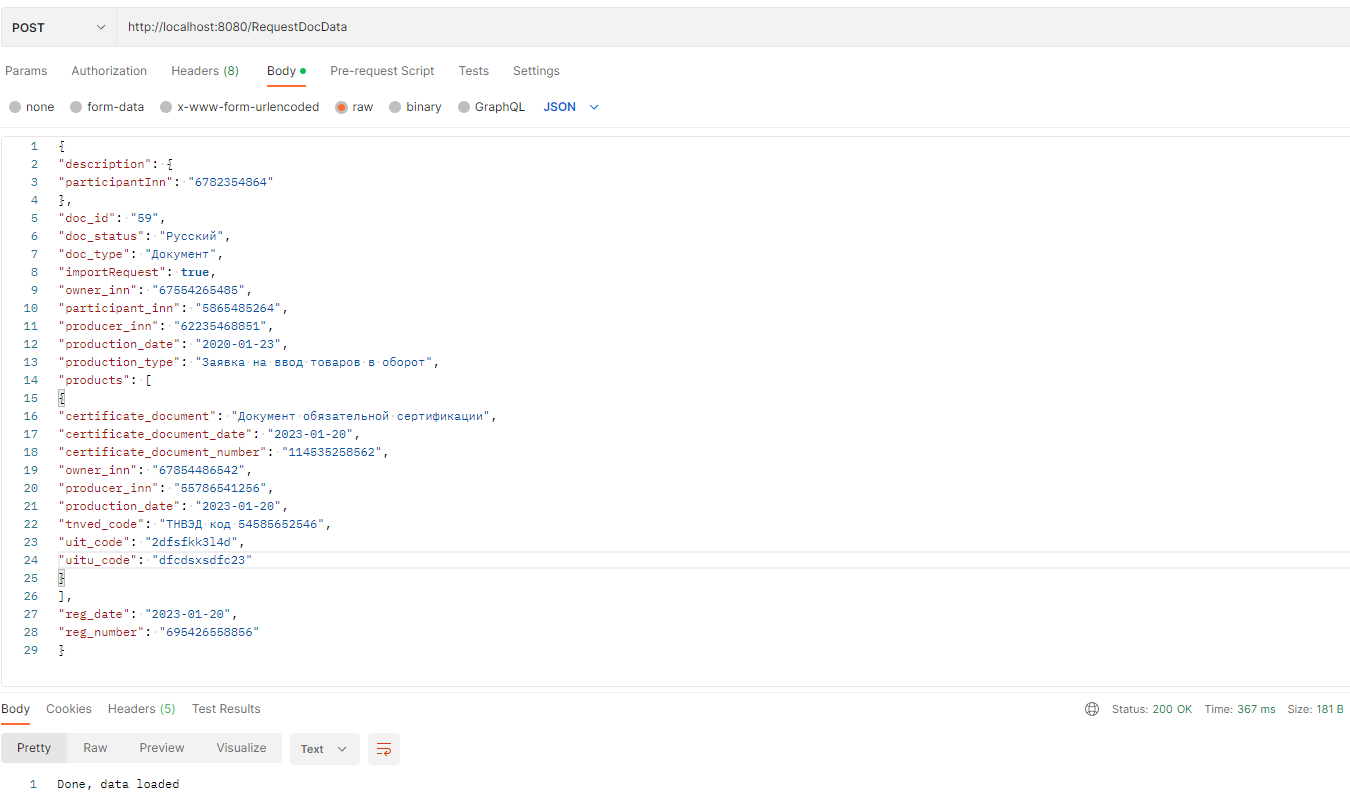 POST http://localhost:8080/RequestDocData
Params Authorization Headers (8) Body Pre-request Script Tests Settings
none form-data x-www-form-urlencoded raw binary GraphQL JSON
1 {
2 "description": {
3 "participantInn": "6782354864"
4 },
5 "doc_id": "59",
6 "doc_status": "Русский",
7 "doc_type": "Документ",
8 "importRequest": true,
9 "owner_inn": "67554265485",
10 "participant_inn": "5865485264",
11 "producer_inn": "62235468851",
12 "production_date": "2020-01-23",
13 "production_type": "Заявка на ввод товаров в оборот",
14 "products": [
15 {
16 "certificate_document": "Документ обязательной сертификации",
17 "certificate_document_date": "2023-01-20",
18 "certificate_document_number": "114535258562",
19 "owner_inn": "67854486542",
20 "producer_inn": "55786541256",
21 "production_date": "2023-01-20",
22 "tnved_code": "ТНВЭД код 54585652546",
23 "uit_code": "2dfsfkk3l4d",
24 "uitu_code": "dfcdsxsdfc23"
25 }
26 ],
27 "reg_date": "2023-01-20",
28 "reg_number": "695426558856"
29 }
Body Cookies Headers (5) Test Results Status: 200 OK Time: 367 ms Size: 181 B
Pretty Raw Preview Visualize Text
1 Done, data loaded